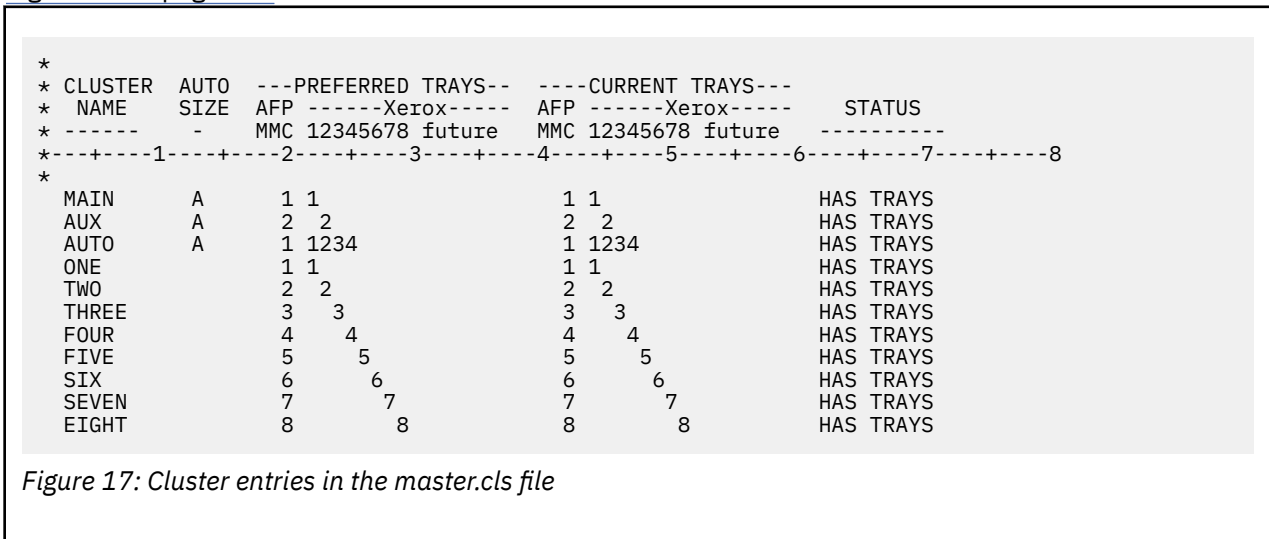 *
* CLUSTER  AUTO  ---PREFERRED TRAYS--  ----CURRENT TRAYS---
*  NAME    SIZE  AFP ------Xerox-----  AFP ------Xerox-----    STATUS
* ------    -    MMC 12345678 future   MMC 12345678 future   ----------
*---+----1----+----2----+----3----+----4----+----5----+----6----+----7----+----8
*
  MAIN      A      1 1                   1 1                 HAS TRAYS
  AUX       A      2  2                  2  2                HAS TRAYS
  AUTO      A      1 1234                1 1234              HAS TRAYS
  ONE              1 1                   1 1                 HAS TRAYS
  TWO              2  2                  2  2                HAS TRAYS
  THREE            3   3                 3   3               HAS TRAYS
  FOUR             4    4                4    4              HAS TRAYS
  FIVE             5     5               5     5             HAS TRAYS
  SIX              6      6              6      6            HAS TRAYS
  SEVEN            7       7             7       7           HAS TRAYS
  EIGHT            8        8            8        8          HAS TRAYS
Figure 17: Cluster entries in the master.cls file